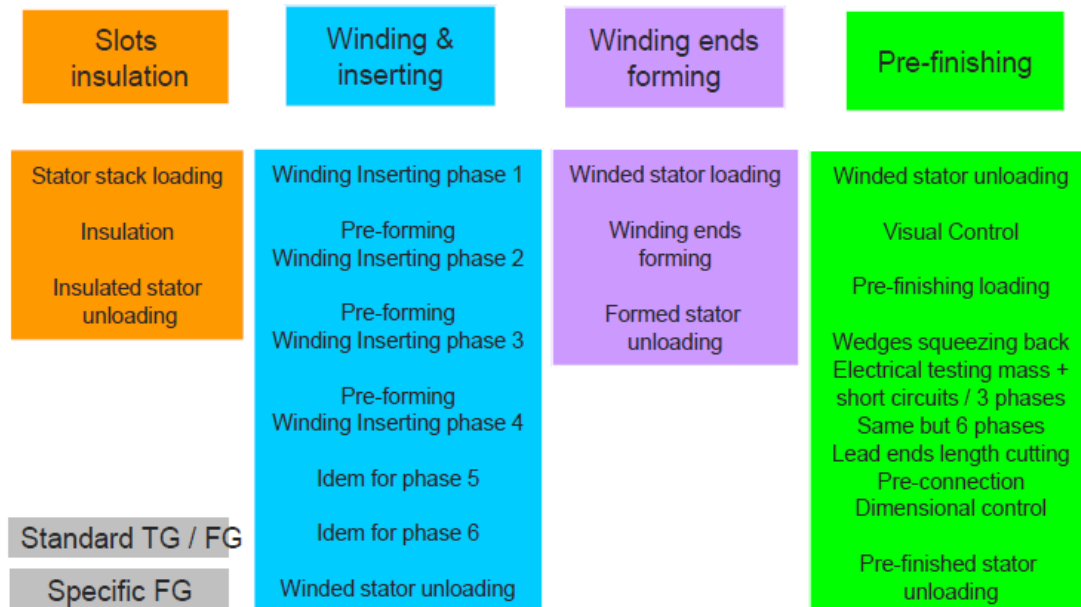 Slots
insulation
Winding &
inserting
Winding ends
forming
Pre-finishing
Stator stack loading
Insulation
Insulated stator
unloading
Winding Inserting phase 1
Pre-forming
Winding Inserting phase 2
Pre-forming
Winding Inserting phase 3
Pre-forming
Winding Inserting phase 4
Idem for phase 5
Idem for phase 6
Winded stator unloading
Winded stator loading
Winding ends
forming
Formed stator
unloading
Winded stator unloading
Visual Control
Pre-finishing loading
Wedges squeezing back
Electrical testing mass +
short circuits / 3 phases
Same but 6 phases
Lead ends length cutting
Pre-connection
Dimensional control
Pre-finished stator
unloading
Standard TG / FG
Specific FG